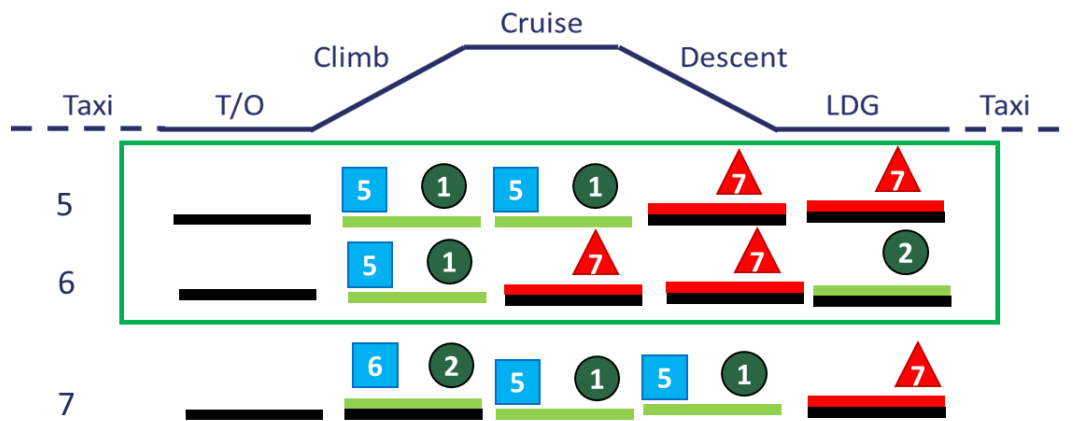 Cruise
Climb Descent
Taxi T/O LDG Taxi
5 5 1 5 1 7 7
6 5 1 7 7 2
7 6 2 5 1 5 1 7